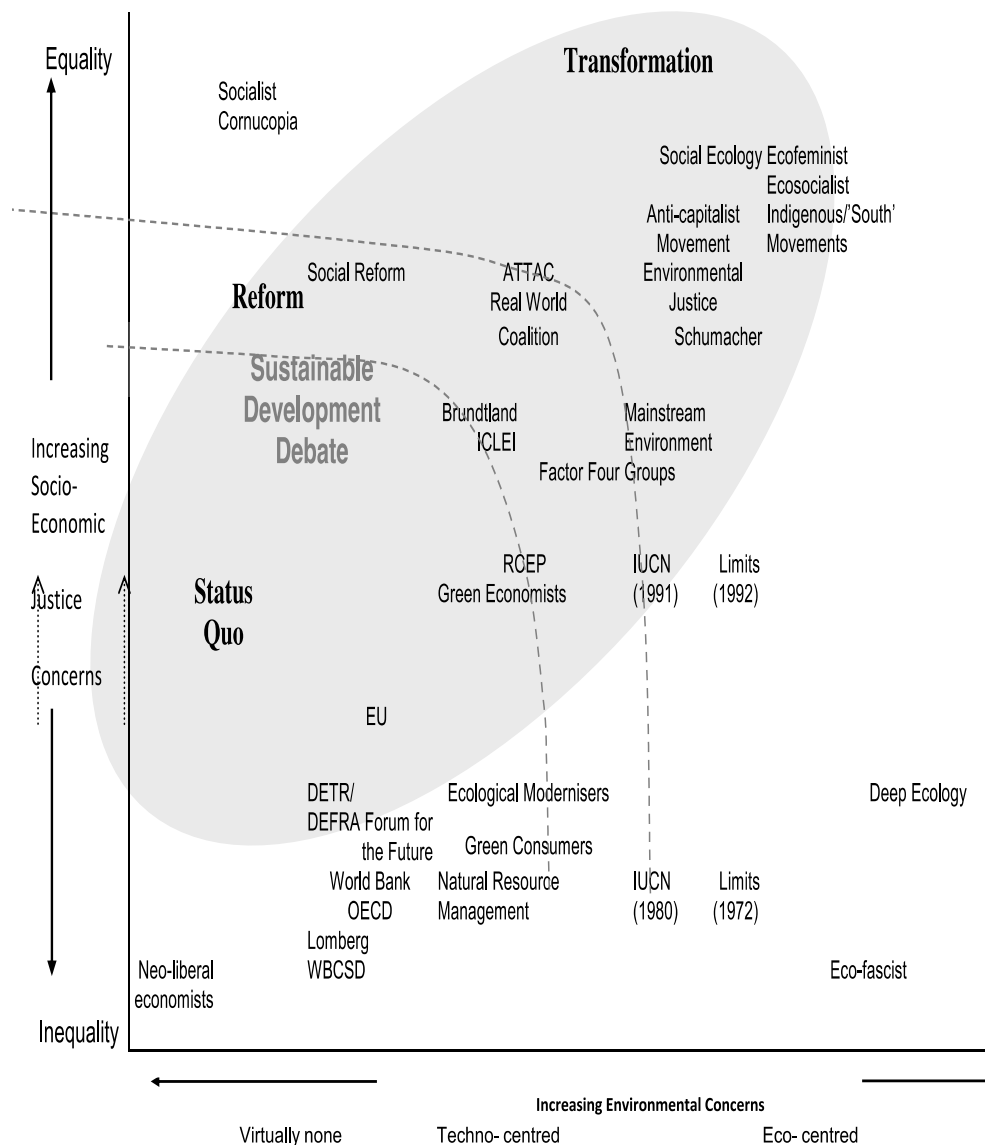 Equality
Transformation
Socialist
Cornucopia
Social Ecology Ecofeminist
Ecosocialist
Anti-capitalist Indigenous/'South'
Movement Movements
Social Reform ATTAC Environmental
Reform Real World Justice
Coalition Schumacher
Sustainable
Development
Debate
Brundtland Mainstream
ICLEI Environment
Factor Four Groups
Increasing
Socio-
Economic
Justice
Concerns
RCEP IUCN Limits
Green Economists (1991) (1992)
Status
Quo
EU
DETR/ Ecological Modernisers Deep Ecology
DEFRA Forum for
the Future Green Consumers
World Bank Natural Resource IUCN Limits
OECD Management (1980) (1972)
Lomberg
Neo-liberal WBCSD Eco-fascist
economists
Inequality
Increasing Environmental Concerns
Virtually none Techno- centred Eco- centred